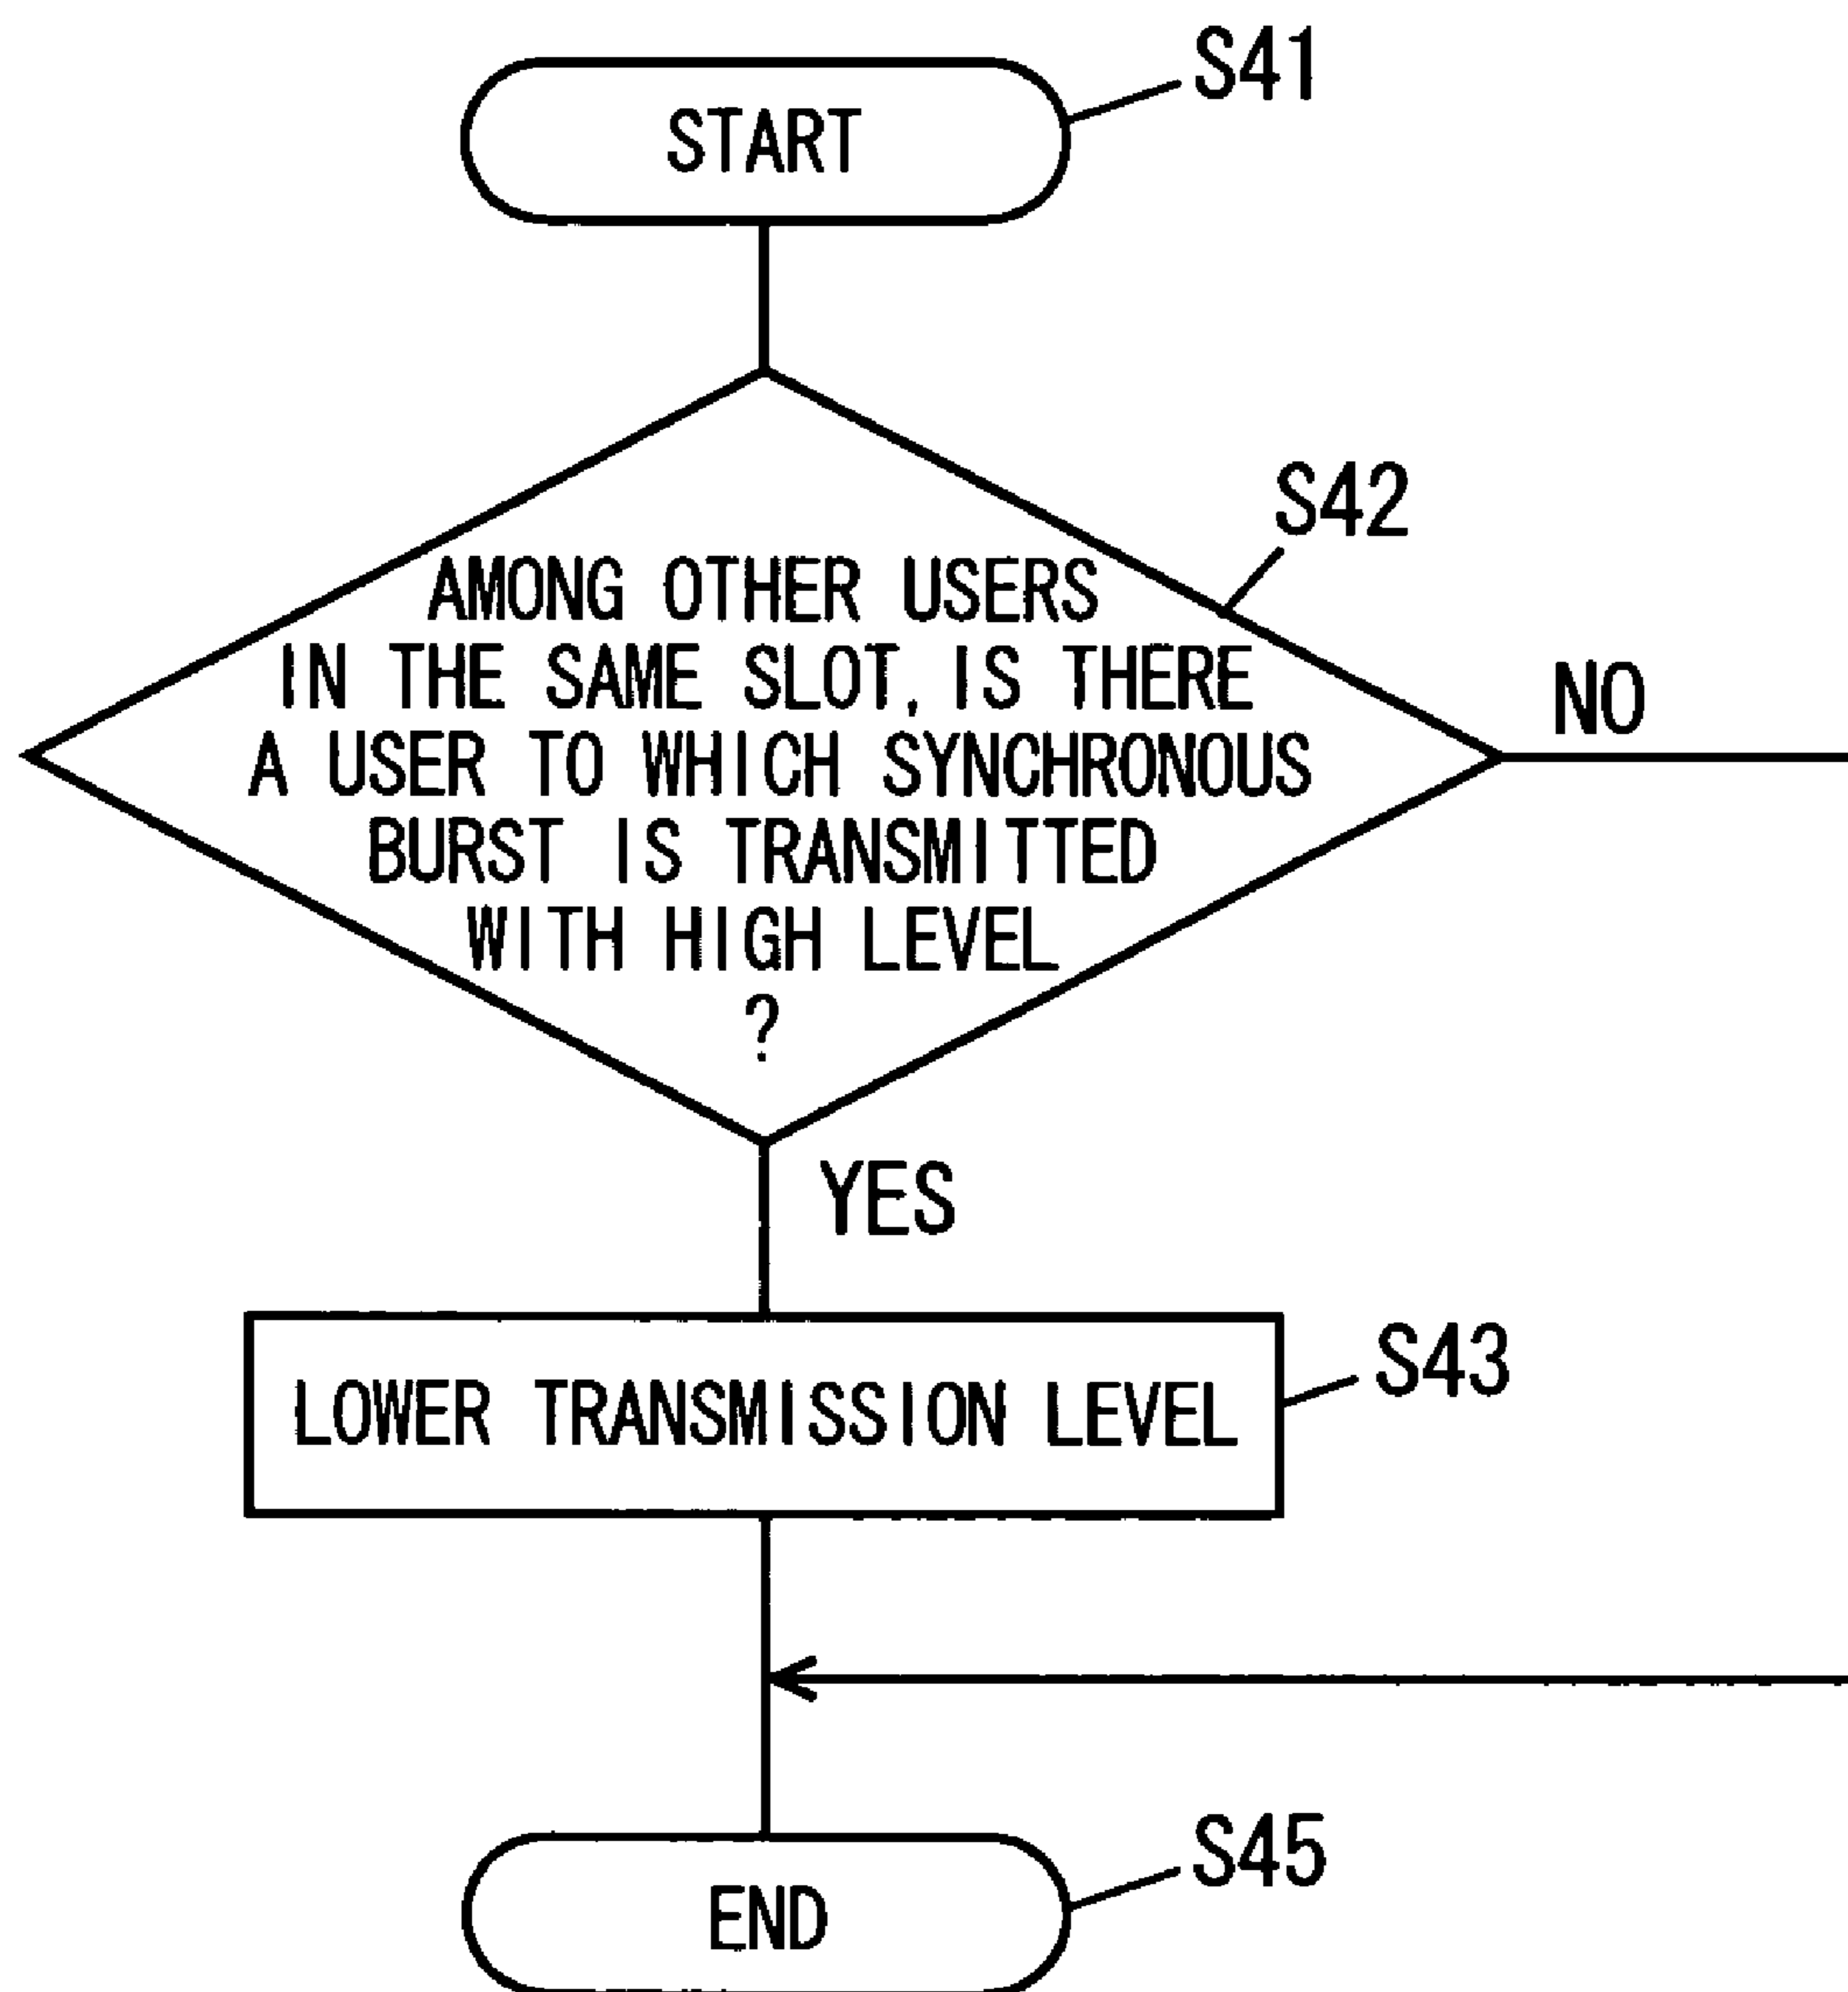 START
S41
S42
AMONG OTHER USERS
IN THE SAME SLOT, IS THERE
A USER TO WHICH SYNCHRONOUS
BURST IS TRANSMITTED
WITH HIGH LEVEL
?
NO
YES
LOWER TRANSMISSION LEVEL
S43
END
S45